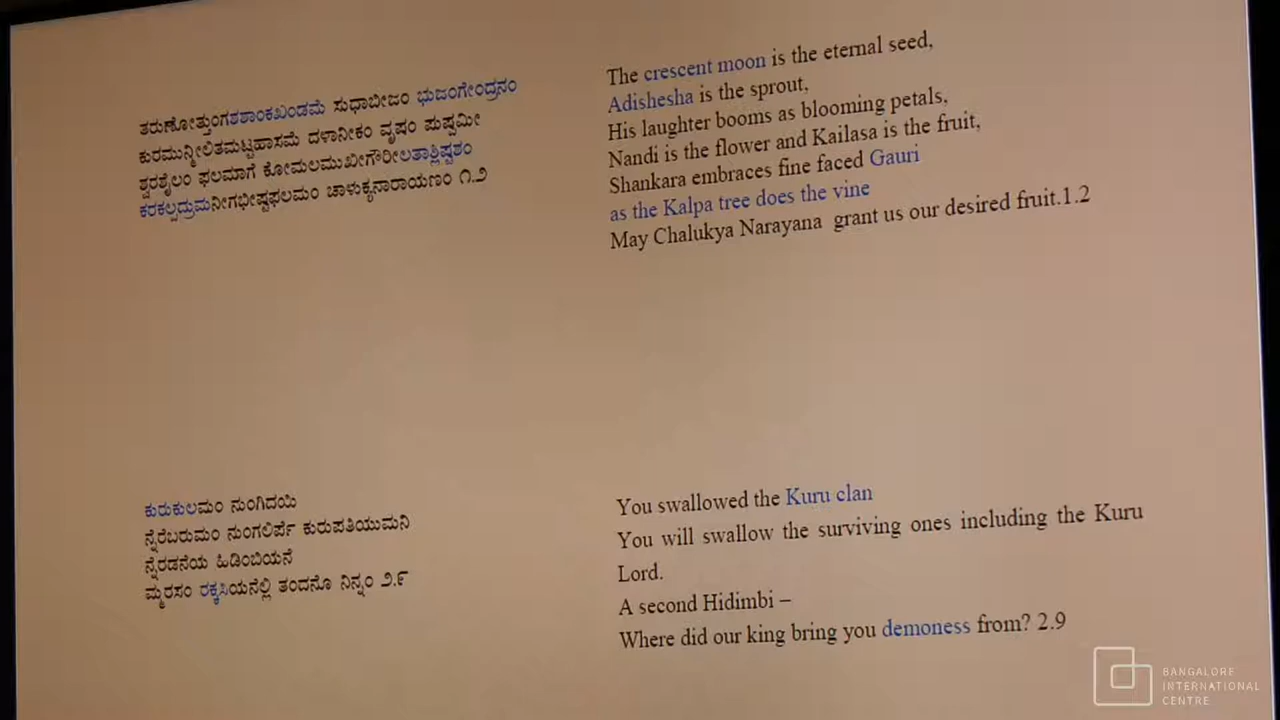 ತರುಣೋತ್ತುಂಗಶಶಾಂಕಖಂಡಮೆ ಸುಧಾಬೀಜಂ ಭುಜಂಗೇಂದ್ರನಂ
ಕುರಮುನ್ಮೀಲಿತಮಟ್ಟಹಾಸಮೆ ದಳಾನೀಕಂ ವೃಷಂ ಪುಷ್ಪಮೀ
ಶ್ವರಶೈಲಂ ಫಲಮಾಗೆ ಕೋಮಲಮುಖೀಗೌರೀಲತಾಶ್ಲಿಷ್ಟಶಂ
ಕರಕಲ್ಪದ್ರುಮನೀಗಭೀಷ್ಟಫಲಮಂ ಚಾಳುಕ್ಯನಾರಾಯಣಂ ೧.೨
The crescent moon is the eternal seed,
Adishesha is the sprout,
His laughter booms as blooming petals,
Nandi is the flower and Kailasa is the fruit,
Shankara embraces fine faced Gauri
as the Kalpa tree does the vine
May Chalukya Narayana grant us our desired fruit.1.2
ಕುರುಕುಲಮಂ ನುಂಗಿದಯಿ
ನ್ನೆರೆಬರುಮಂ ನುಂಗಲಿರ್ಪೆ ಕುರುಪತಿಯುಮನಿ
ನ್ನೆರಡನೆಯ ಹಿಡಿಂಬಿಯನೆ
ಮ್ಮರಸಂ ರಕ್ಕಸಿಯನೆಲ್ಲಿ ತಂದನೊ ನಿನ್ನಂ ೨.೯
You swallowed the Kuru clan
You will swallow the surviving ones including the Kuru
Lord.
A second Hidimbi –
Where did our king bring you demoness from? 2.9
BANGALORE
INTERNATIONAL
CENTRE